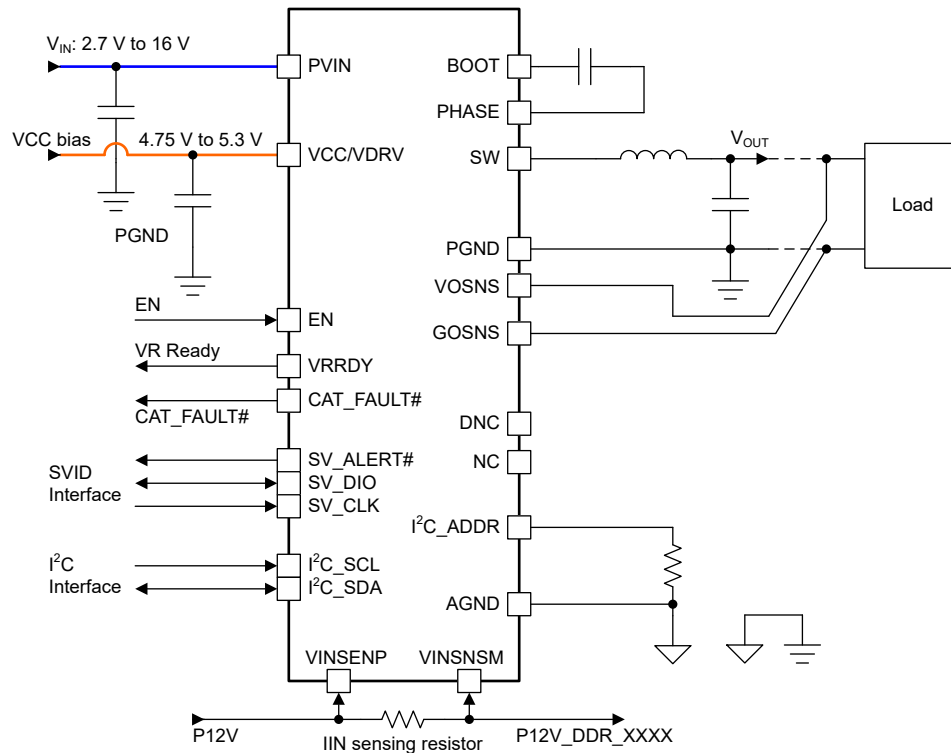 V_IN: 2.7 V to 16 V
PVIN
BOOT
PHASE
VCC bias
4.75 V to 5.3 V
VCC/VDRV
SW
V_OUT
Load
PGND
PGND
VOSNS
EN
EN
GOSNS
VR Ready
VRRDY
CAT_FAULT#
CAT_FAULT#
DNC
NC
SV_ALERT#
SVID
Interface
SV_DIO
SV_CLK
I²C_ADDR
I²C
Interface
I²C_SCL
I²C_SDA
AGND
VINSENP
VINSNSM
P12V
IIN sensing resistor
P12V_DDR_XXXX